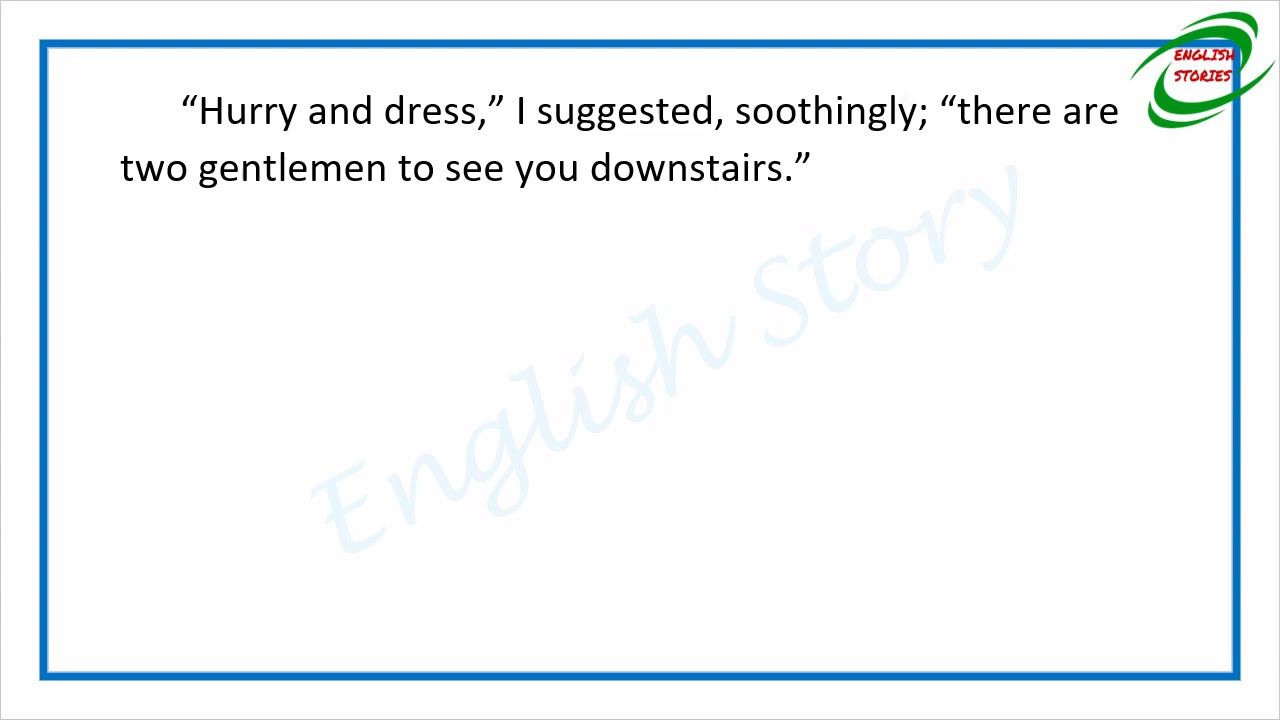 ENGLISH
STORIES
“Hurry and dress,” I suggested, soothingly; “there are
two gentlemen to see you downstairs.”
English Story